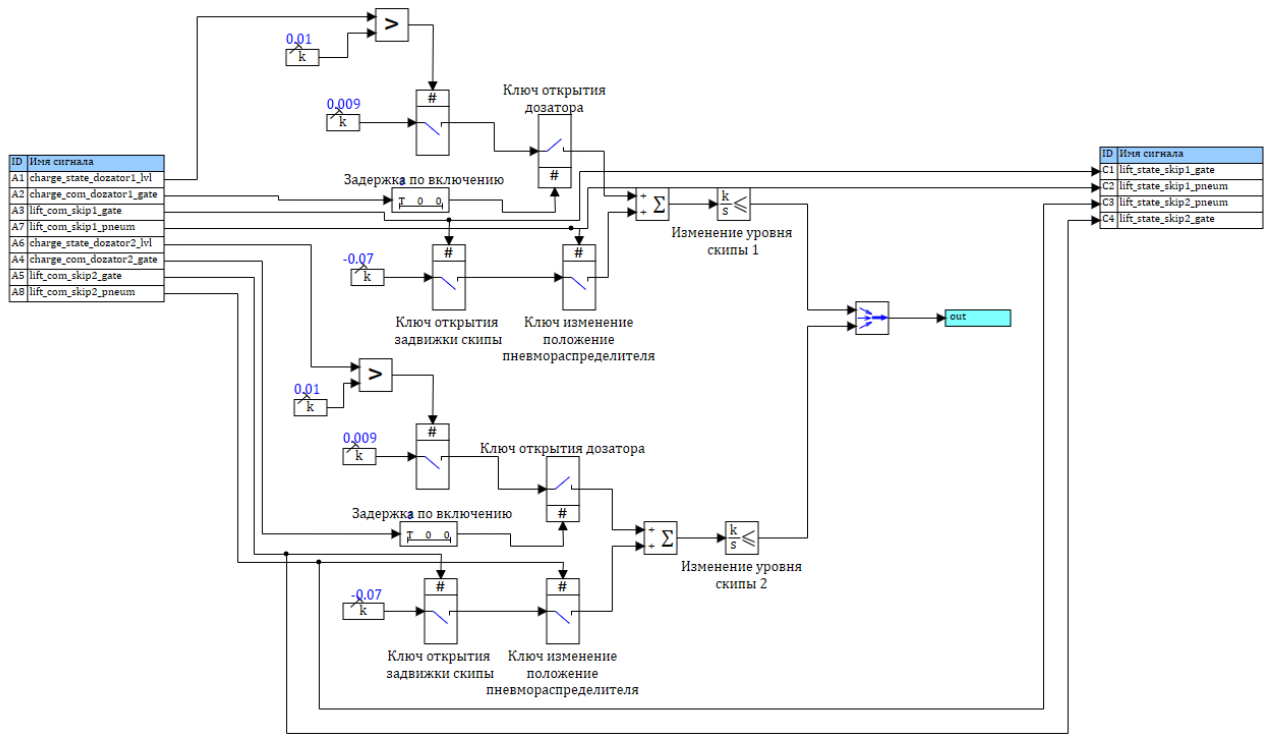 0.01
k
>
0.009
k
#
Ключ открытия
дозатора
#
ID Имя сигнала
A1 charge_state_dozator1_lvl
A2 charge_com_dozator1_gate
A3 lift_com_skip1_gate
A7 lift_com_skip1_pneum
A6 charge_state_dozator2_lvl
A4 charge_com_dozator2_gate
A5 lift_com_skip2_gate
A8 lift_com_skip2_pneum
Задержка по включению
T 0 0
+
+
Σ
k
s
≤
Изменение уровня
скипы 1
ID Имя сигнала
C1 lift_state_skip1_gate
C2 lift_state_skip1_pneum
C3 lift_state_skip2_pneum
C4 lift_state_skip2_gate
-0.07
k
#
#
Ключ открытия
задвижки скипы
Ключ изменение
положение
пневмораспределителя
out
0.01
k
>
0.009
k
#
Ключ открытия дозатора
#
Задержка по включению
T 0 0
+
+
Σ
k
s
≤
Изменение уровня
скипы 2
-0.07
k
#
#
Ключ открытия
задвижки скипы
Ключ изменение
положение
пневмораспределителя